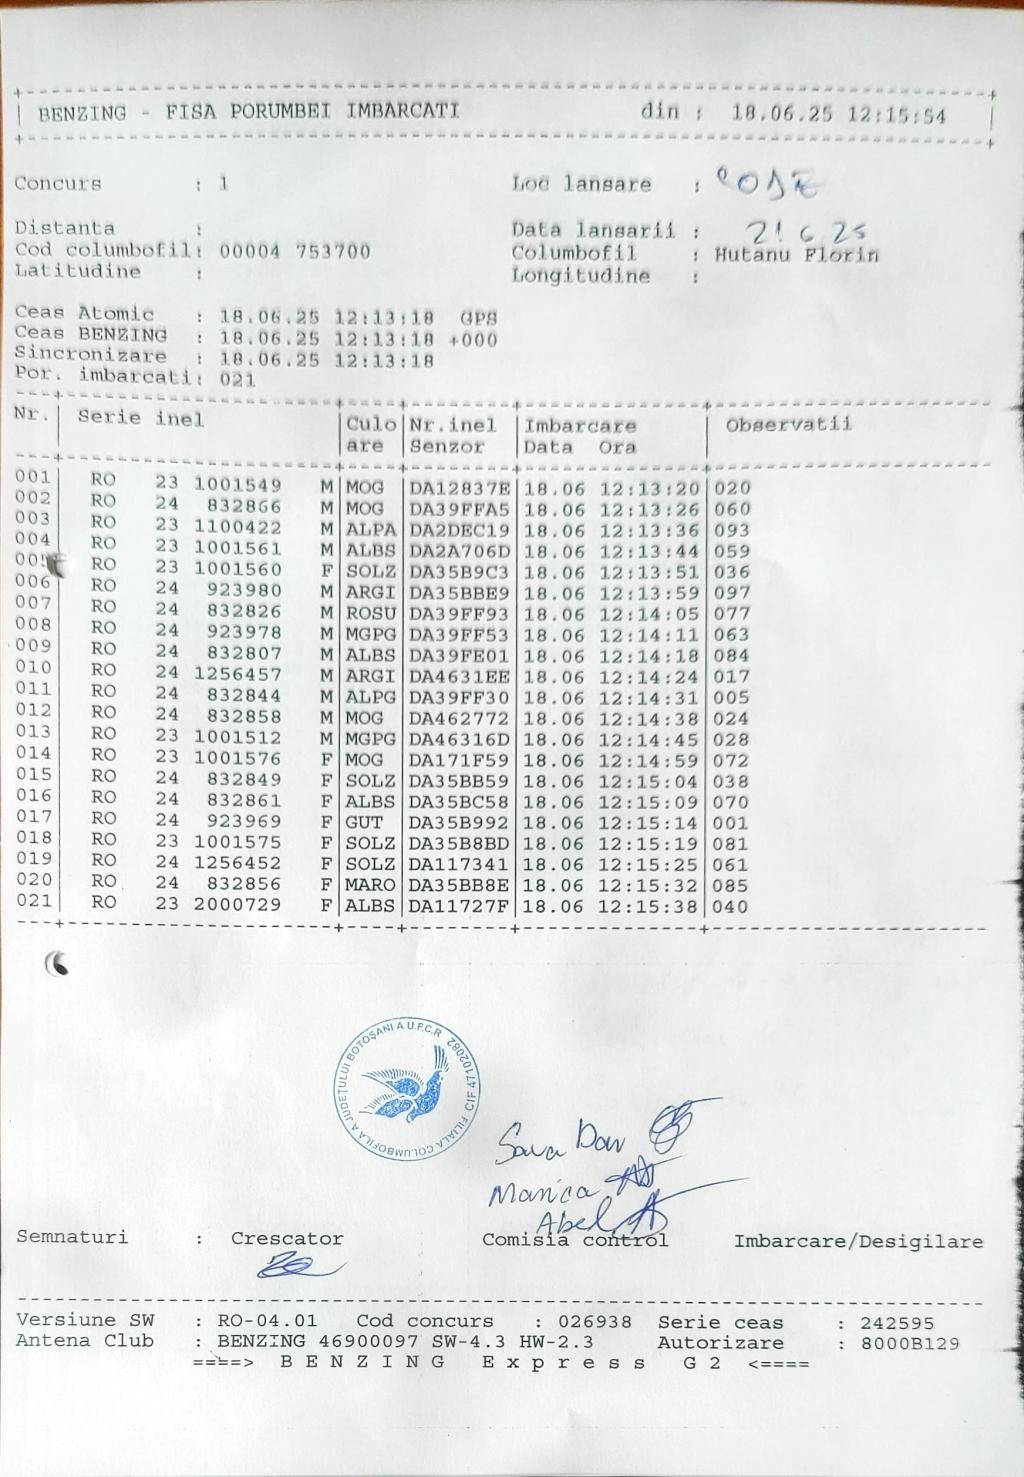 BENZING - FISA PORUMBEI IMBARCATI din : 18.06.25 12:15:54
Concurs : 1 Loc lansare :
Distanta : Data lansarii : 21 6 25
Cod columbofil: 00004 753700 Columbofil : Hutanu Florin
Latitudine : Longitudine :
Ceas Atomic : 18.06.25 12:13:18 GPS
Ceas BENZING : 18.06.25 12:13:18 +000
Sincronizare : 18.06.25 12:13:18
Por. imbarcati: 021
Nr. Serie inel Culo Nr.inel Imbarcare Observatii
are Senzor Data Ora
001 RO 23 1001549 M MOG DA12837E 18.06 12:13:20 020
002 RO 24 832866 M MOG DA39FFA5 18.06 12:13:26 060
003 RO 23 1100422 M ALPA DA2DEC19 18.06 12:13:36 093
004 RO 23 1001561 M ALBS DA2A706D 18.06 12:13:44 059
005 RO 23 1001560 F SOLZ DA35B9C3 18.06 12:13:51 036
006 RO 24 923980 M ARGI DA35BBE9 18.06 12:13:59 097
007 RO 24 832826 M ROSU DA39FF93 18.06 12:14:05 077
008 RO 24 923978 M MGPG DA39FF53 18.06 12:14:11 063
009 RO 24 832807 M ALBS DA39FE01 18.06 12:14:18 084
010 RO 24 1256457 M ARGI DA4631EE 18.06 12:14:24 017
011 RO 24 832844 M ALPG DA39FF30 18.06 12:14:31 005
012 RO 24 832858 M MOG DA462772 18.06 12:14:38 024
013 RO 23 1001512 M MGPG DA46316D 18.06 12:14:45 028
014 RO 23 1001576 F MOG DA171F59 18.06 12:14:59 072
015 RO 24 832849 F SOLZ DA35BB59 18.06 12:15:04 038
016 RO 24 832861 F ALBS DA35BC58 18.06 12:15:09 070
017 RO 24 923969 F GUT DA35B992 18.06 12:15:14 001
018 RO 23 1001575 F SOLZ DA35B8BD 18.06 12:15:19 081
019 RO 24 1256452 F SOLZ DA117341 18.06 12:15:25 061
020 RO 24 832856 F MARO DA35BB8E 18.06 12:15:32 085
021 RO 23 2000729 F ALBS DA11727F 18.06 12:15:38 040
FILIALA COLUMBOFILA A JUDEȚULUI BOTOȘANI A U.F.C.R CIF 47102082
Sava Dan
Manica
Abel
Semnaturi : Crescator Comisia control Imbarcare/Desigilare
Versiune SW : RO-04.01 Cod concurs : 026938 Serie ceas : 242595
Antena Club : BENZING 46900097 SW-4.3 HW-2.3 Autorizare : 8000B129
====> B E N Z I N G E x p r e s s G 2 <====